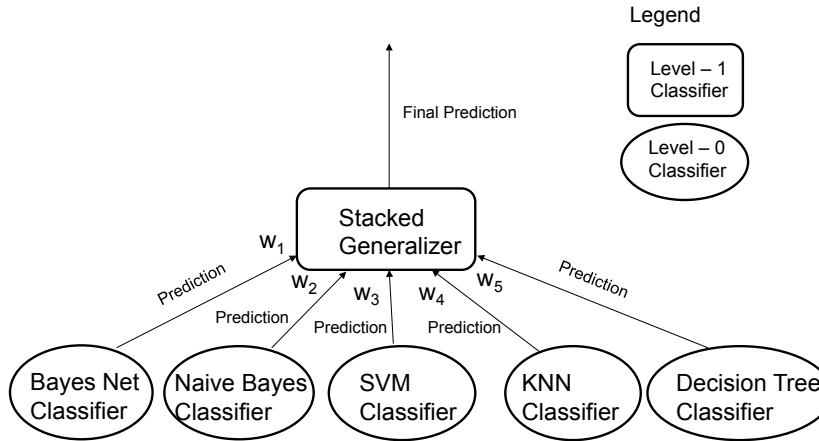 Legend
Level – 1
Classifier
Level – 0
Classifier
Final Prediction
Stacked
Generalizer
w1
w2
w3
w4
w5
Prediction
Prediction
Prediction
Prediction
Prediction
Bayes Net
Classifier
Naive Bayes
Classifier
SVM
Classifier
KNN
Classifier
Decision Tree
Classifier